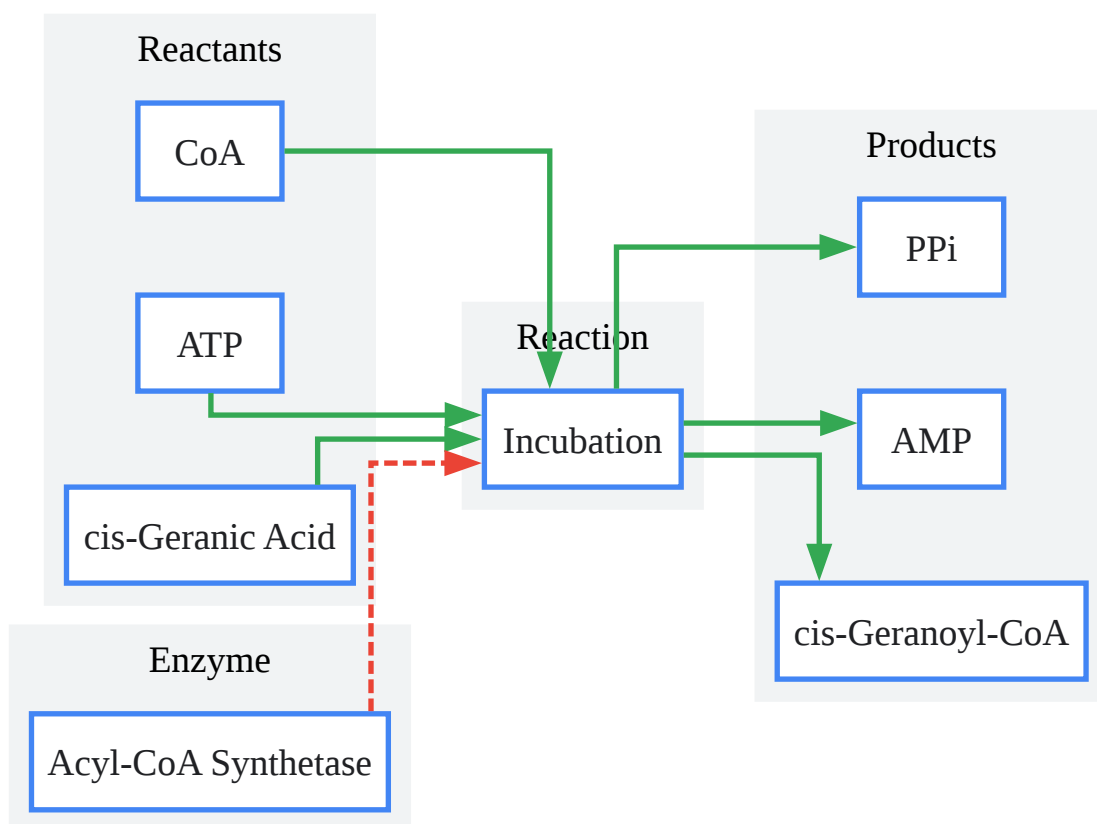 Reactants
CoA
ATP
cis-Geranic Acid
Enzyme
Acyl-CoA Synthetase
Reaction
Incubation
Products
PPi
AMP
cis-Geranoyl-CoA